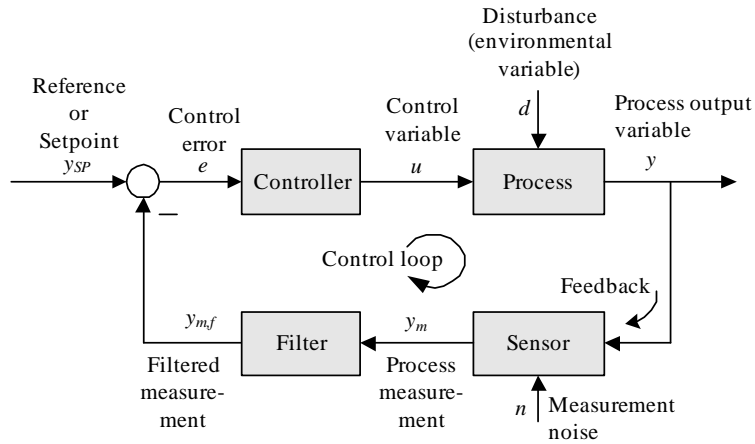 Disturbance
(environmental
variable)
d
Reference
or
Setpoint
ySP
Control
error
e
Controller
Control
variable
u
Process
Process output
variable
y
–
Control loop
Feedback
ym,f
Filtered
measure-
ment
Filter
ym
Process
measure-
ment
Sensor
n
Measurement
noise